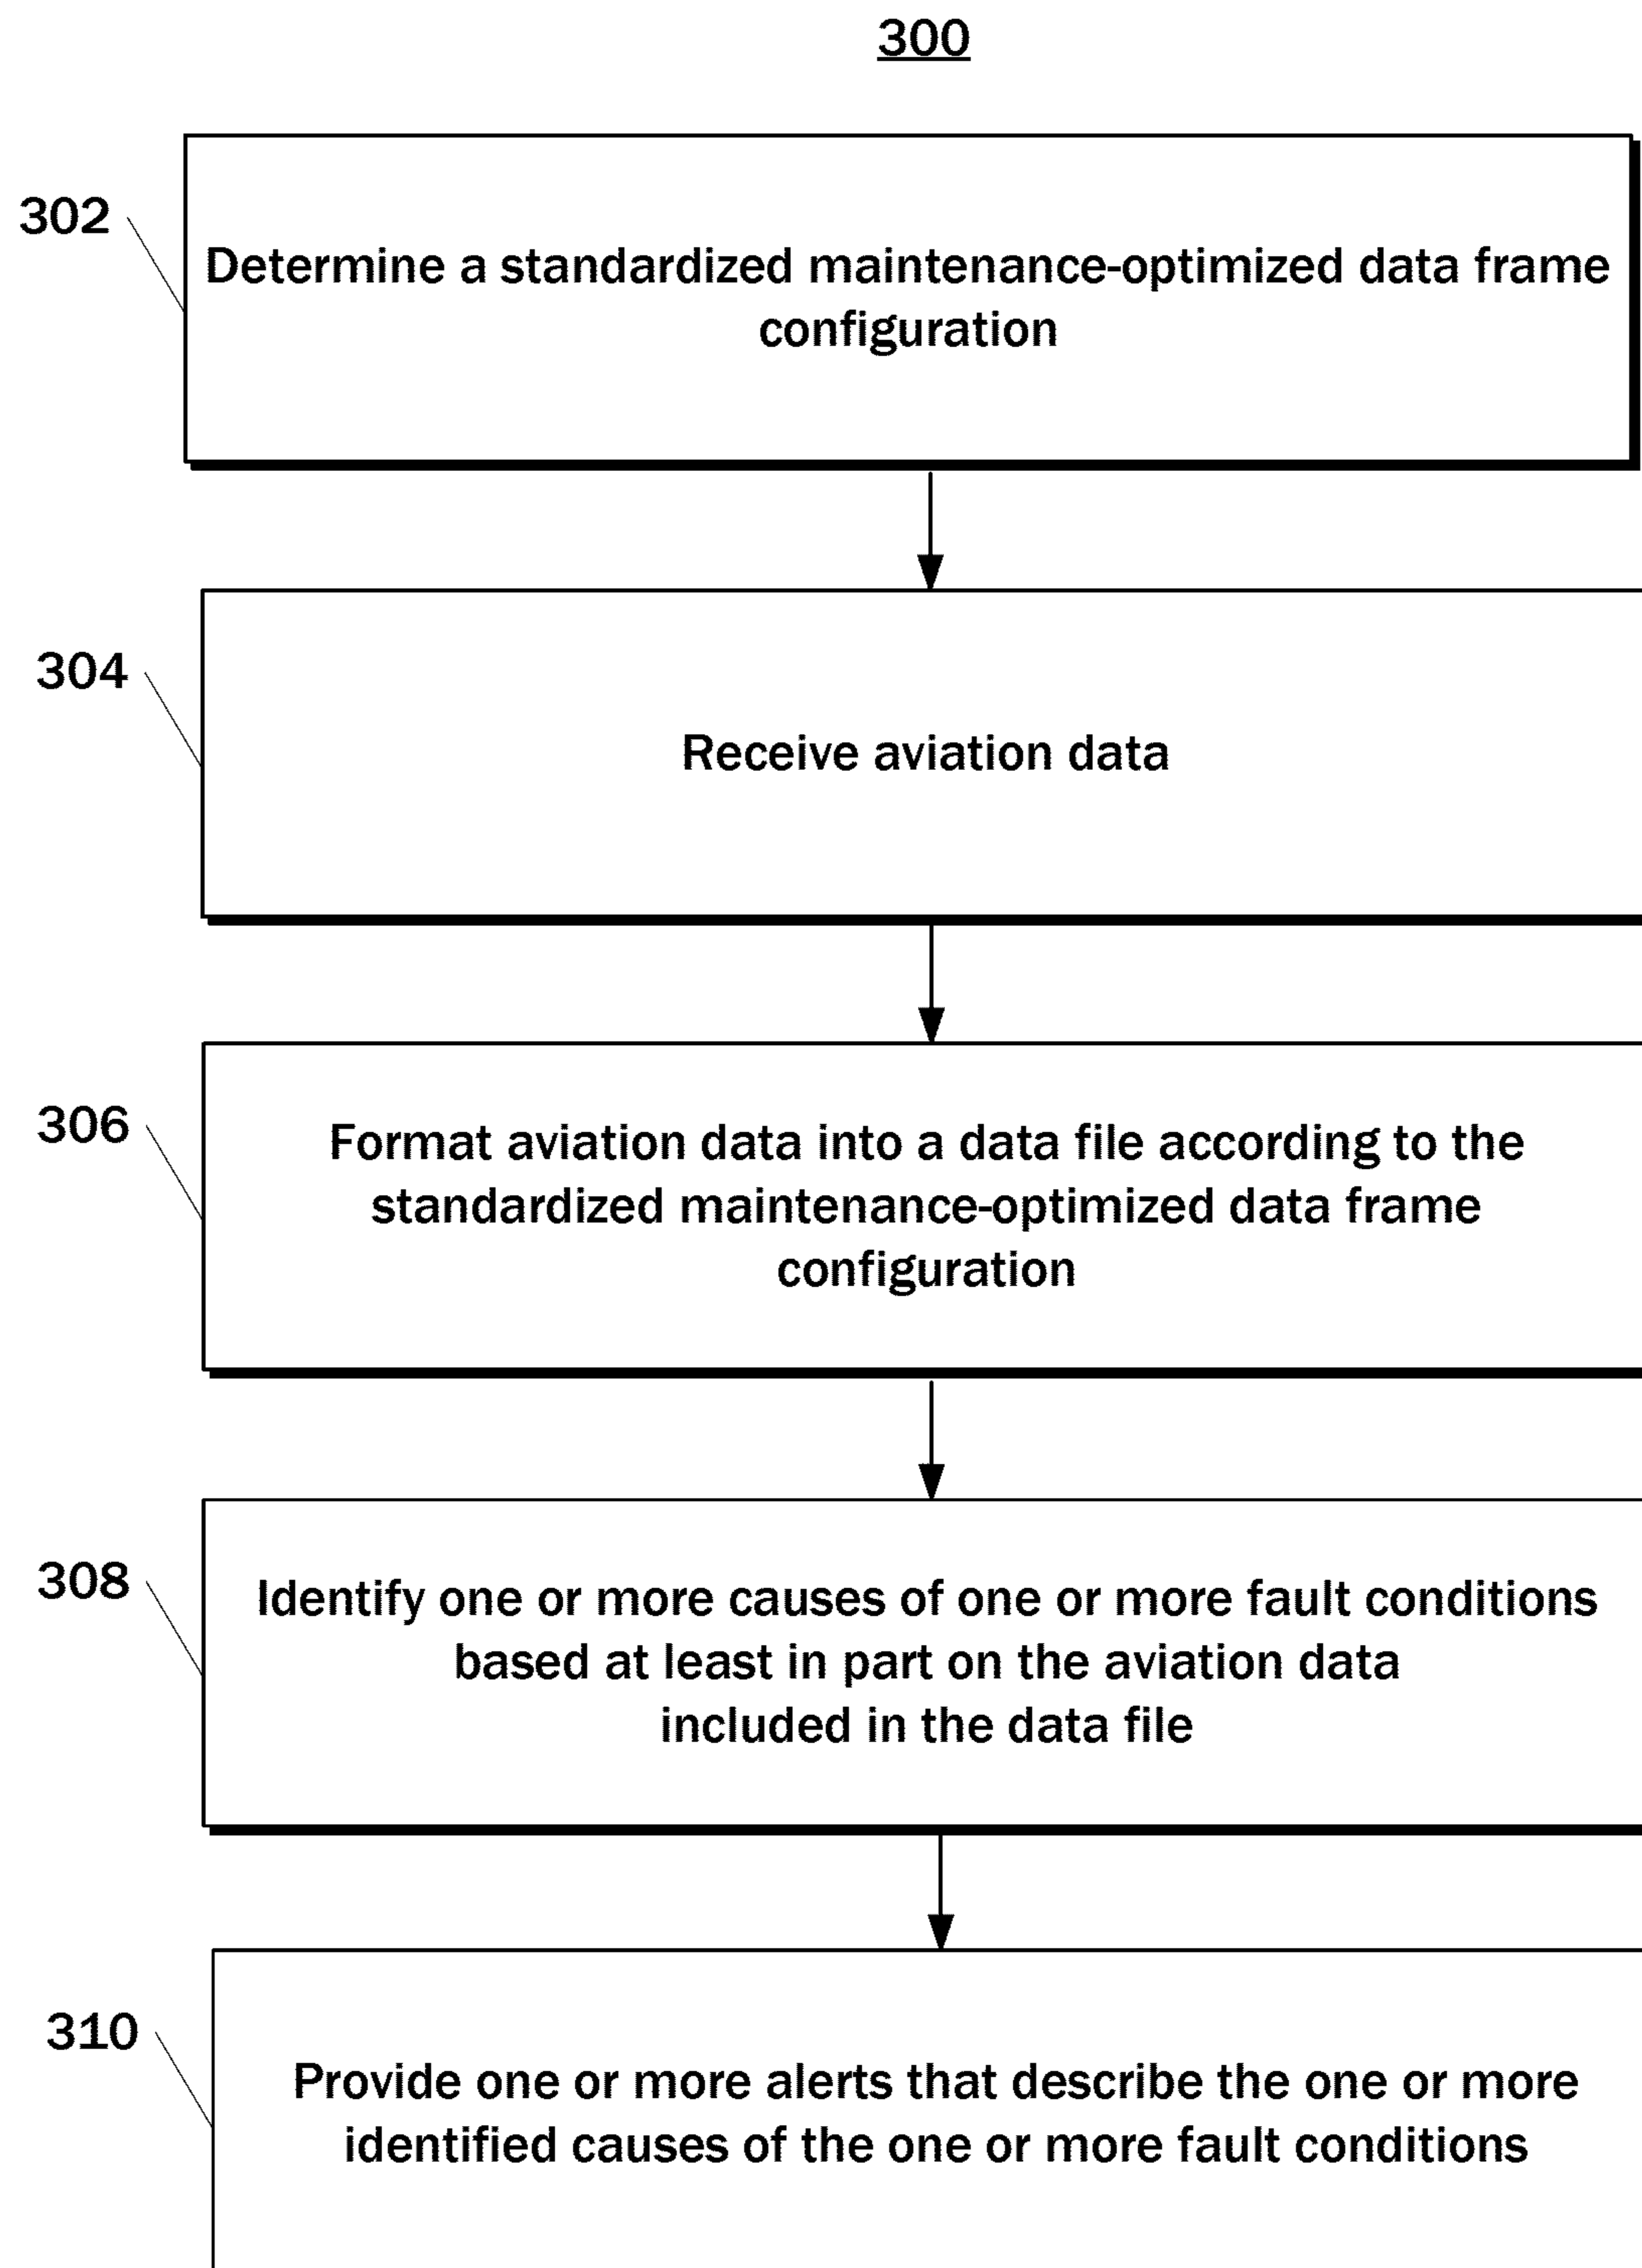 300
302
Determine a standardized maintenance-optimized data frame
configuration
304
Receive aviation data
306
Format aviation data into a data file according to the
standardized maintenance-optimized data frame
configuration
308
Identify one or more causes of one or more fault conditions
based at least in part on the aviation data
included in the data file
310
Provide one or more alerts that describe the one or more
identified causes of the one or more fault conditions